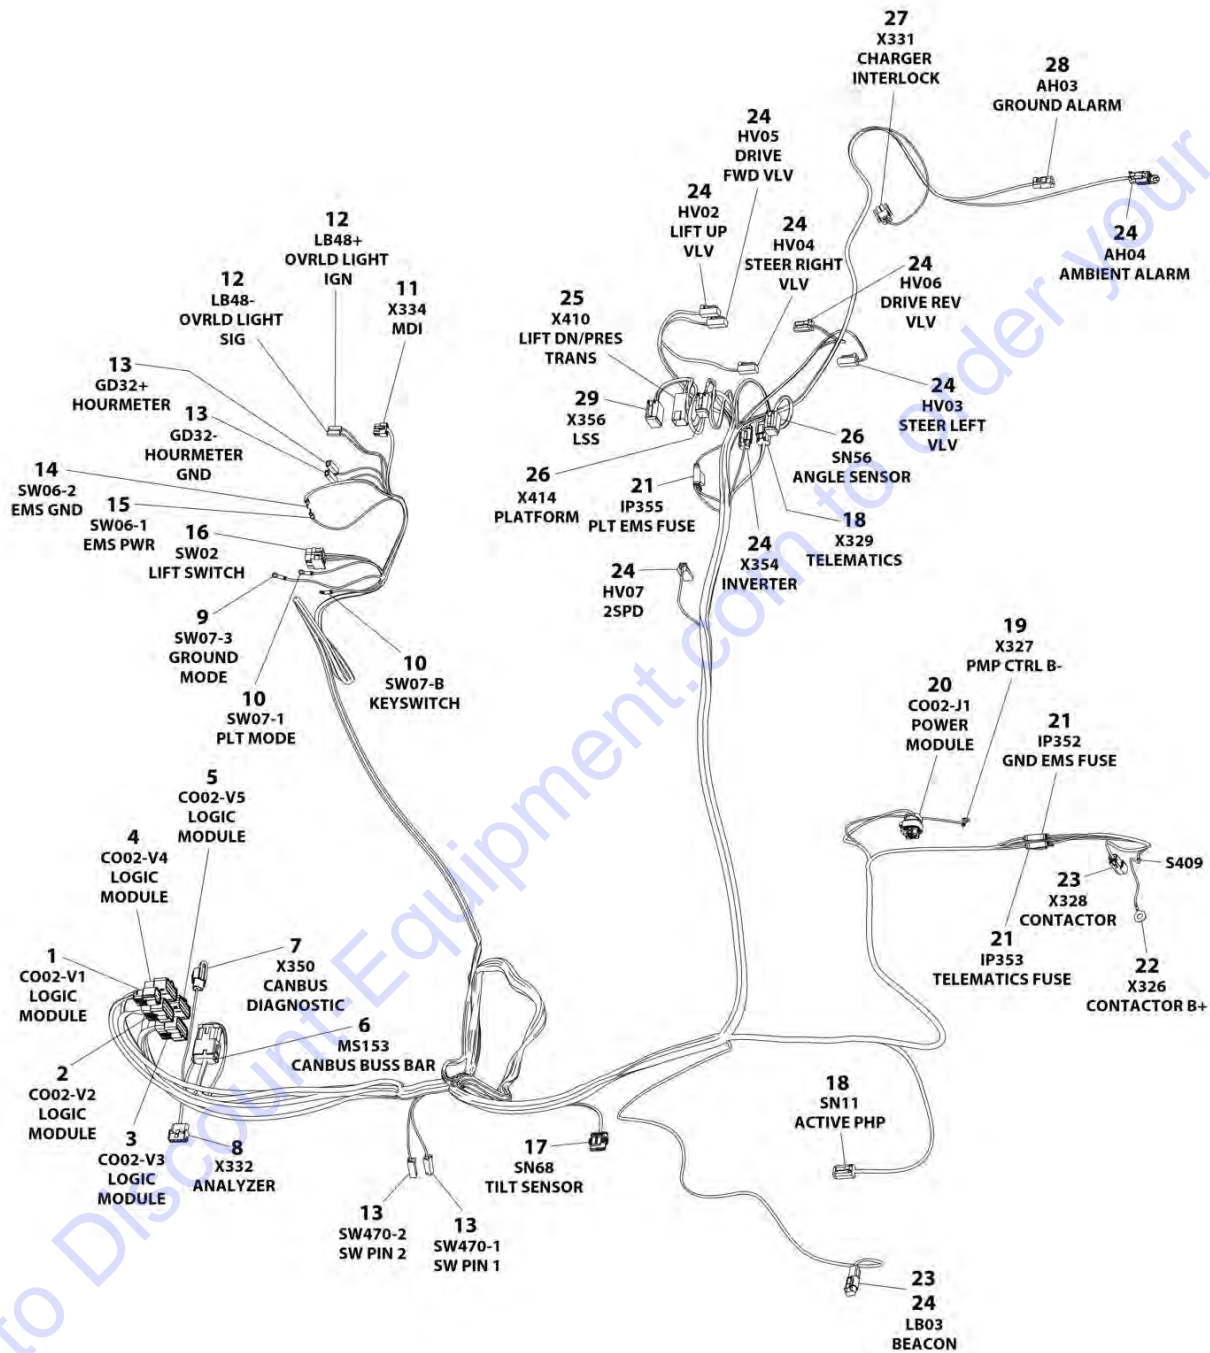 27
X331
CHARGER
INTERLOCK
28
AH03
GROUND ALARM
24
HV05
DRIVE
FWD VLV
24
HV02
LIFT UP
VLV
24
HV04
STEER RIGHT
VLV
24
HV06
DRIVE REV
VLV
24
AH04
AMBIENT ALARM
12
LB48+
OVRLD LIGHT
IGN
12
LB48-
OVRLD LIGHT
SIG
11
X334
MDI
25
X410
LIFT DN/PRES
TRANS
13
GD32+
HOURMETER
13
GD32-
HOURMETER
GND
29
X356
LSS
24
HV03
STEER LEFT
VLV
14
SW06-2
EMS GND
15
SW06-1
EMS PWR
16
SW02
LIFT SWITCH
26
X414
PLATFORM
21
IP355
PLT EMS FUSE
26
SN56
ANGLE SENSOR
18
X329
TELEMATICS
24
X354
INVERTER
24
HV07
2SPD
9
SW07-3
GROUND
MODE
10
SW07-B
KEYSWITCH
10
SW07-1
PLT MODE
19
X327
PMP CTRL B-
20
CO02-J1
POWER
MODULE
21
IP352
GND EMS FUSE
5
CO02-V5
LOGIC
MODULE
4
CO02-V4
LOGIC
MODULE
S409
23
X328
CONTACTOR
21
IP353
TELEMATICS FUSE
22
X326
CONTACTOR B+
1
CO02-V1
LOGIC
MODULE
7
X350
CANBUS
DIAGNOSTIC
6
MS153
CANBUS BUSS BAR
2
CO02-V2
LOGIC
MODULE
3
CO02-V3
LOGIC
MODULE
8
X332
ANALYZER
17
SN68
TILT SENSOR
18
SN11
ACTIVE PHP
13
SW470-2
SW PIN 2
13
SW470-1
SW PIN 1
23
24
LB03
BEACON
to Discount-Equipment.com to order your